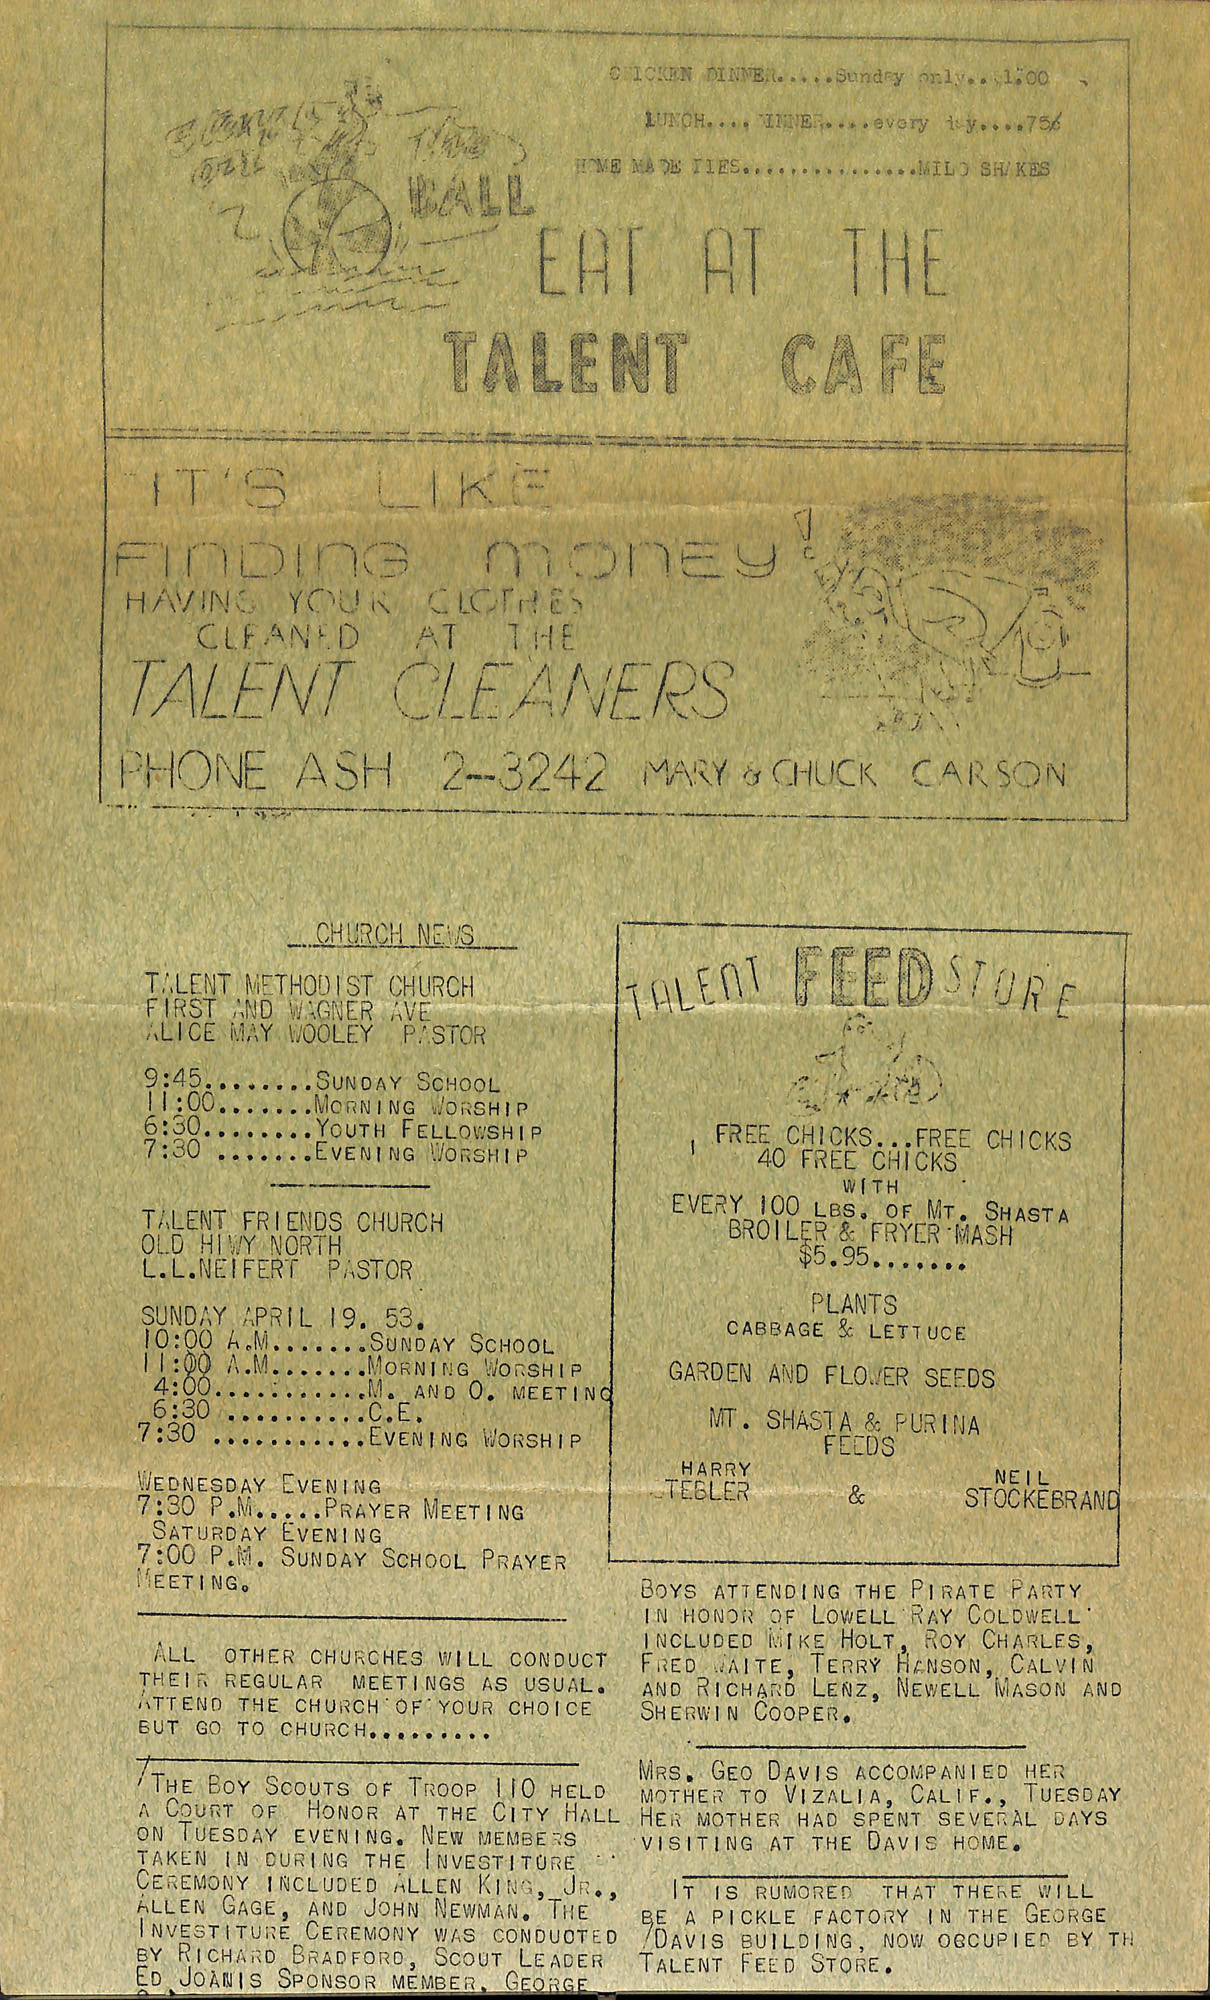 CHICKEN DINNER.....Sunday only..$1.00
LUNCH....DINNER....every day....75¢
HOME MADE PIES................MILD SHAKES
BALL
EAT AT THE
TALENT CAFE
IT'S LIKE
FINDING MONEY!
HAVING YOUR CLOTHES
CLEANED AT THE
TALENT CLEANERS
PHONE ASH 2-3242 MARY & CHUCK CARSON
CHURCH NEWS
TALENT METHODIST CHURCH
FIRST AND WAGNER AVE
ALICE MAY WOOLEY PASTOR
9:45........SUNDAY SCHOOL
11:00.......MORNING WORSHIP
6:30........YOUTH FELLOWSHIP
7:30 .......EVENING WORSHIP
TALENT FRIENDS CHURCH
OLD HIWY NORTH
L.L.NEIFERT PASTOR
SUNDAY APRIL 19. 53.
10:00 A.M.......SUNDAY SCHOOL
11:00 A.M.......MORNING WORSHIP
4:00...........M. AND O. MEETING
6:30 ..........C.E.
7:30 ...........EVENING WORSHIP
WEDNESDAY EVENING
7:30 P.M.....PRAYER MEETING
SATURDAY EVENING
7:00 P.M. SUNDAY SCHOOL PRAYER
MEETING.
ALL OTHER CHURCHES WILL CONDUCT
THEIR REGULAR MEETINGS AS USUAL.
ATTEND THE CHURCH OF YOUR CHOICE
BUT GO TO CHURCH.........
THE BOY SCOUTS OF TROOP 110 HELD
A COURT OF HONOR AT THE CITY HALL
ON TUESDAY EVENING. NEW MEMBERS
TAKEN IN DURING THE INVESTITURE
CEREMONY INCLUDED ALLEN KING, JR.,
ALLEN GAGE, AND JOHN NEWMAN. THE
INVESTITURE CEREMONY WAS CONDUCTED
BY RICHARD BRADFORD, SCOUT LEADER
ED JOANIS SPONSOR MEMBER, GEORGE
TALENT FEED STORE
FREE CHICKS...FREE CHICKS
40 FREE CHICKS
WITH
EVERY 100 LBS. OF MT. SHASTA
BROILER & FRYER MASH
$5.95.......
PLANTS
CABBAGE & LETTUCE
GARDEN AND FLOWER SEEDS
MT. SHASTA & PURINA
FEEDS
HARRY NEIL
TEGLER & STOCKEBRAND
BOYS ATTENDING THE PIRATE PARTY
IN HONOR OF LOWELL RAY COLDWELL
INCLUDED MIKE HOLT, ROY CHARLES,
FRED WAITE, TERRY HANSON, CALVIN
AND RICHARD LENZ, NEWELL MASON AND
SHERWIN COOPER.
MRS. GEO DAVIS ACCOMPANIED HER
MOTHER TO VIZALIA, CALIF., TUESDAY
HER MOTHER HAD SPENT SEVERAL DAYS
VISITING AT THE DAVIS HOME.
IT IS RUMORED THAT THERE WILL
BE A PICKLE FACTORY IN THE GEORGE
DAVIS BUILDING, NOW OCCUPIED BY TH
TALENT FEED STORE.